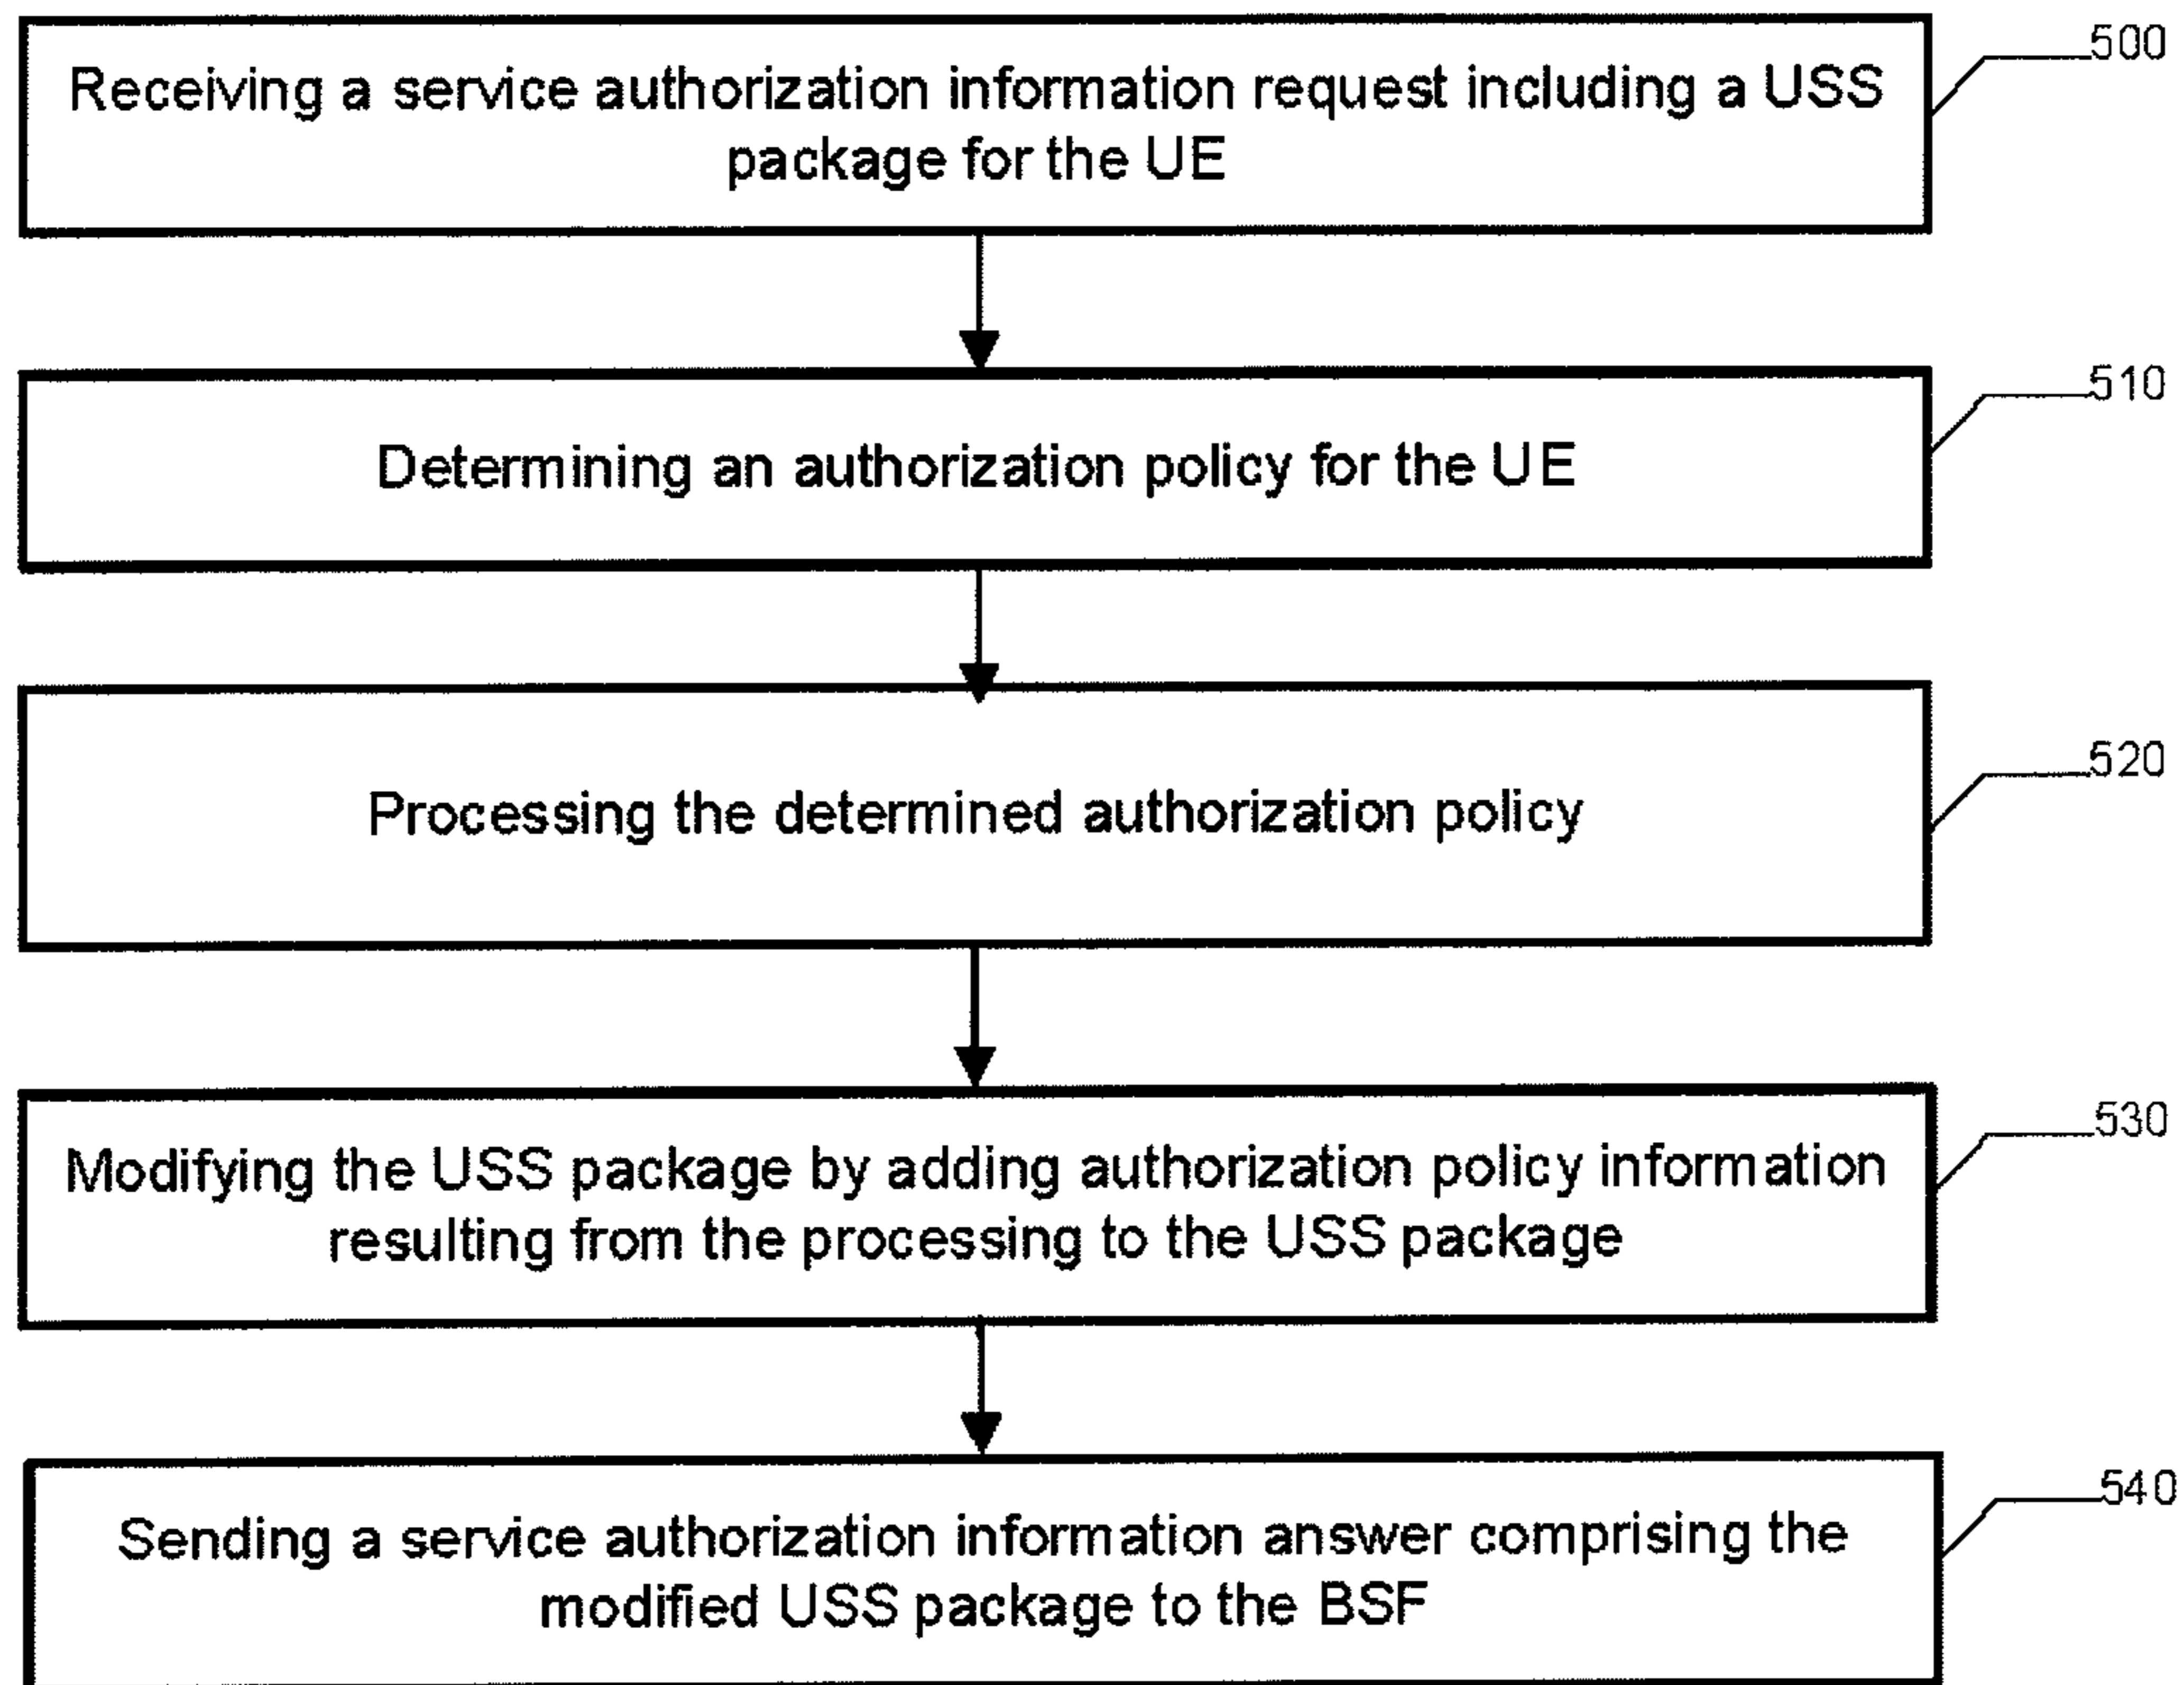 500
Receiving a service authorization information request including a USS
package for the UE
510
Determining an authorization policy for the UE
520
Processing the determined authorization policy
530
Modifying the USS package by adding authorization policy information
resulting from the processing to the USS package
540
Sending a service authorization information answer comprising the
modified USS package to the BSF